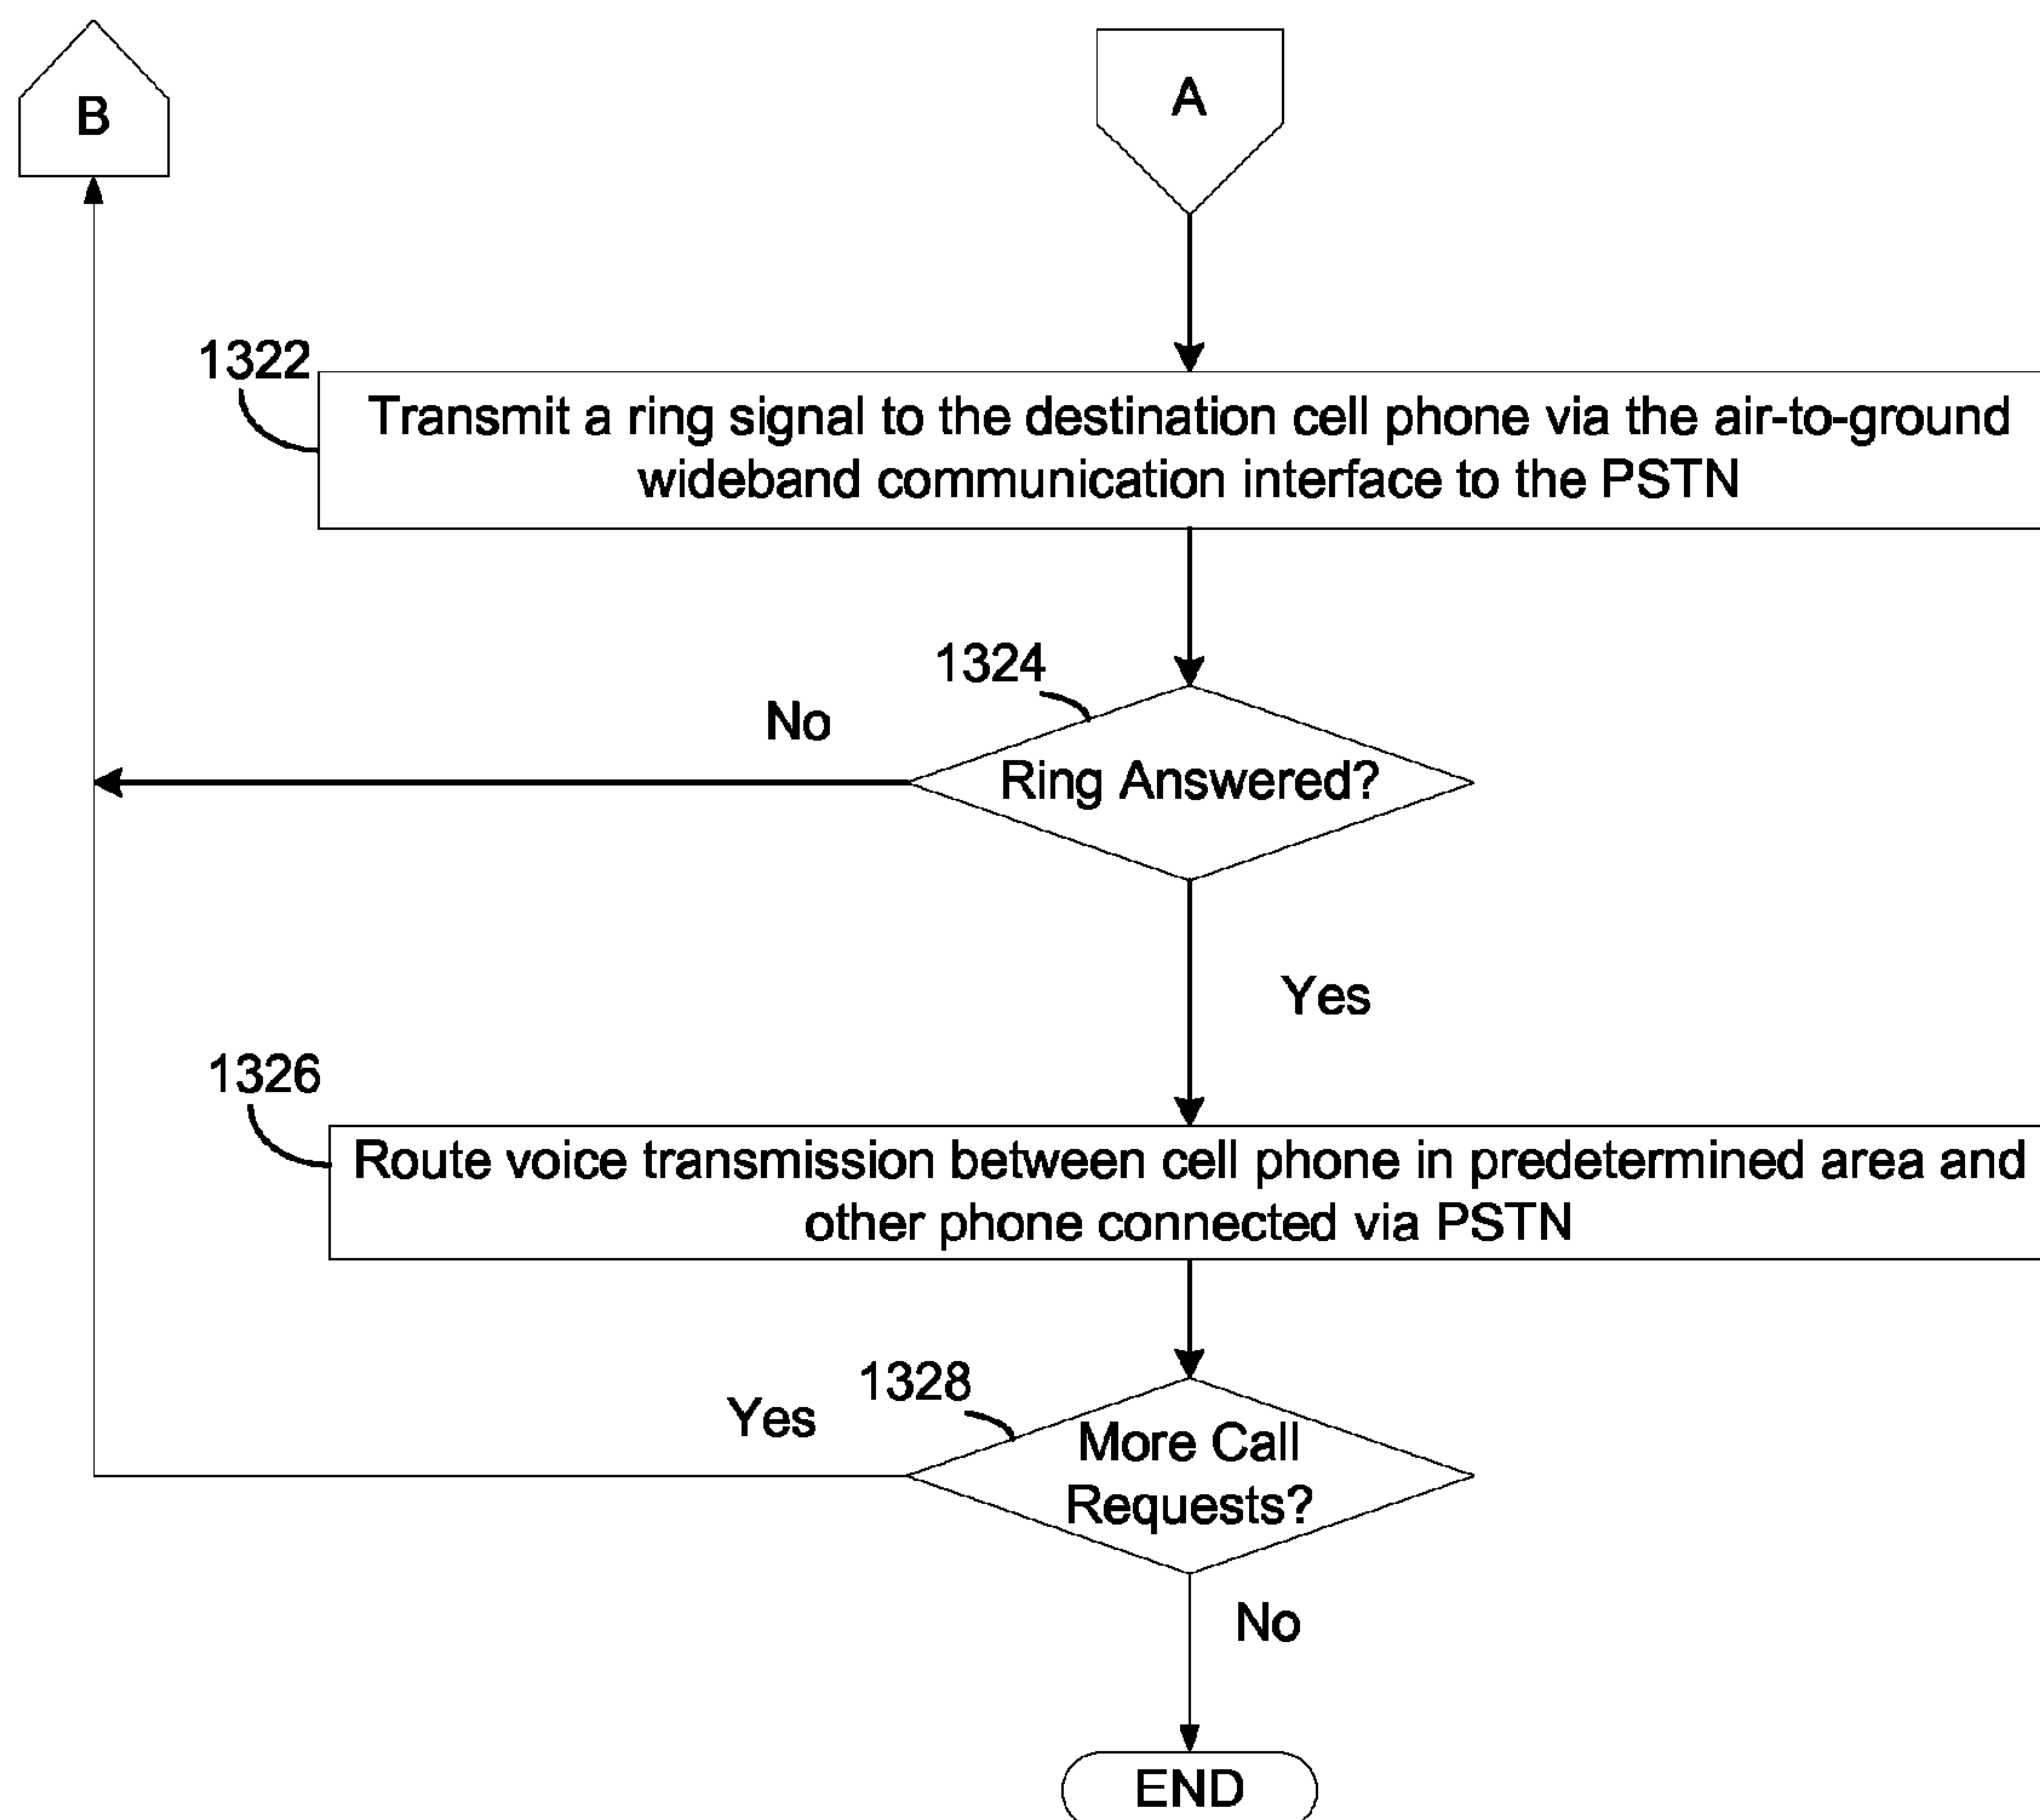 B
A
1322
Transmit a ring signal to the destination cell phone via the air-to-ground
wideband communication interface to the PSTN
1324
No
Ring Answered?
Yes
1326
Route voice transmission between cell phone in predetermined area and
other phone connected via PSTN
1328
Yes
More Call
Requests?
No
END